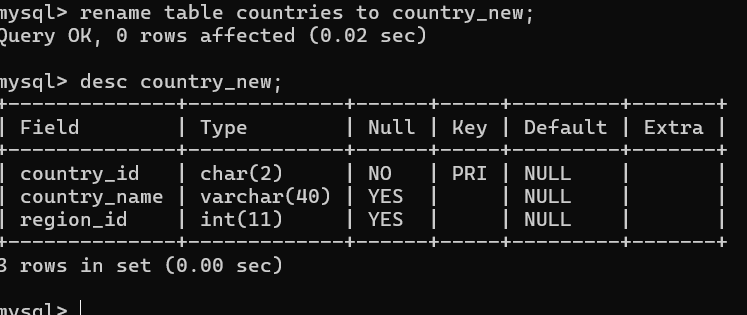 mysql> rename table countries to country_new;
Query OK, 0 rows affected (0.02 sec)
mysql> desc country_new;
+--------------+-------------+------+-----+---------+-------+
| Field        | Type        | Null | Key | Default | Extra |
+--------------+-------------+------+-----+---------+-------+
| country_id   | char(2)     | NO   | PRI | NULL    |       |
| country_name | varchar(40) | YES  |     | NULL    |       |
| region_id    | int(11)     | YES  |     | NULL    |       |
+--------------+-------------+------+-----+---------+-------+
3 rows in set (0.00 sec)
mysql>